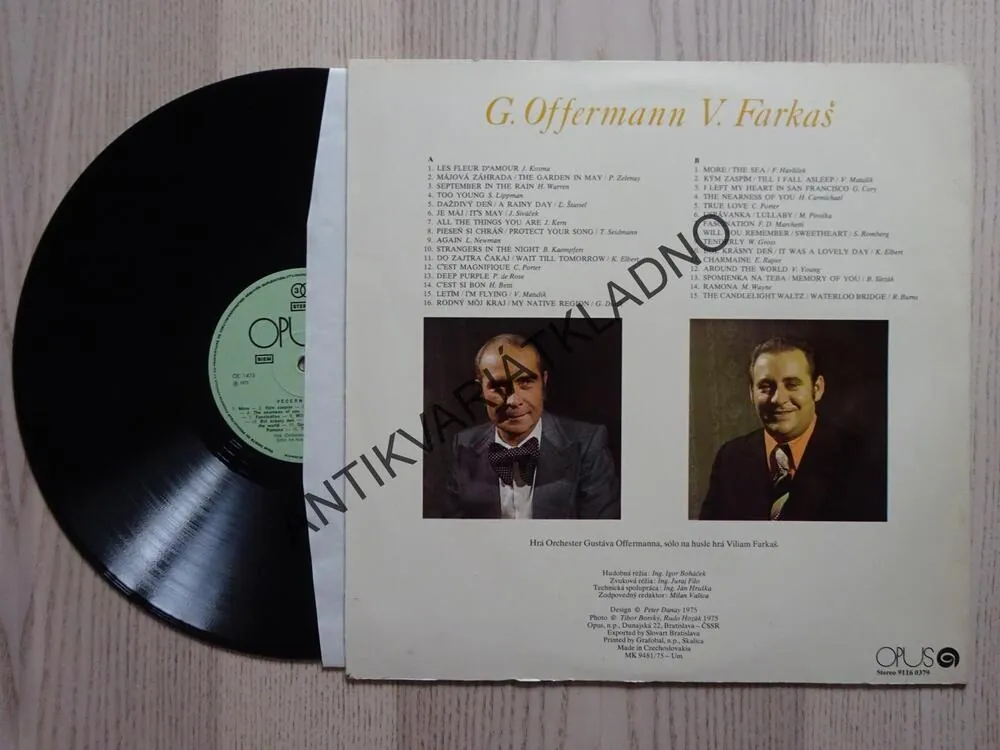 G. Offermann V. Farkaš
A
1. LES FLEUR D'AMOUR J. Kosma
2. MÁJOVÁ ZÁHRADA / THE GARDEN IN MAY / P. Zelenay
3. SEPTEMBER IN THE RAIN H. Warren
4. TOO YOUNG S. Lippman
5. DAŽDIVÝ DEŇ / A RAINY DAY /
6. JE MÁJ / IT'S MAY / J. Siváček
7. ALL THE THINGS YOU ARE J. Kern
8. PIESEŇ SI CHRÁŇ / PROTECT YOUR SONG / T. Seidmann
9. AGAIN L. Newman
10. STRANGERS IN THE NIGHT B. Kaempfert
11. DO ZAJTRA ČAKAJ / WAIT TILL TOMORROW / K. Elbert
12. C'EST MAGNIFIQUE C. Porter
13. DEEP PURPLE P. de Rose
14. C'EST SI BON H. Betti
15. LETÍM / I'M FLYING / V. Matušík
16. RODNÝ MÔJ KRAJ / MY NATIVE REGION / G.
B
1. MORE / THE SEA / F. Havlíček
2. KÝM ZASPÍM / TILL I FALL ASLEEP / V. Matušík
3. I LEFT MY HEART IN SAN FRANCISCO G. Cory
4. THE NEARNESS OF YOU H. Carmichael
5. TRUE LOVE C. Porter
6. USPÁVANKA / LULLABY / M. Piroška
FASCINATION F. D. Marchetti
WILL YOU REMEMBER / SWEETHEART / S. Romberg
TENDERLY W. Gross
KRÁSNY DEŇ / IT WAS A LOVELY DAY / K. Elbert
CHARMAINE E. Raper
12. AROUND THE WORLD V. Young
13. SPOMIENKA NA TEBA / MEMORY OF YOU / B. Slezák
14. RAMONA M. Wayne
15. THE CANDLELIGHT WALTZ / WATERLOO BRIDGE / R. Burns
ANTIKVARIÁTKLADNO
Hrá Orchester Gustáva Offermanna, sólo na husle hrá Viliam Farkaš.
Hudobná réžia: Ing. Igor Boháček
Zvuková réžia: Ing. Juraj Filo
Technická spolupráca: Ing. Ján Hruška
Zodpovedný redaktor: Milan Vašica
Design © Peter Danay 1975
Photo © Tibor Borský, Rudo Hozák 1975
Opus, n.p., Dunajská 22, Bratislava – ČSSR
Exported by Slovart Bratislava
Printed by Grafobal, n.p., Skalica
Made in Czechoslovakia
MK 9481/75 – Um
OPUS
Stereo 9116 0379
OPUS
BIEM
VEČERN